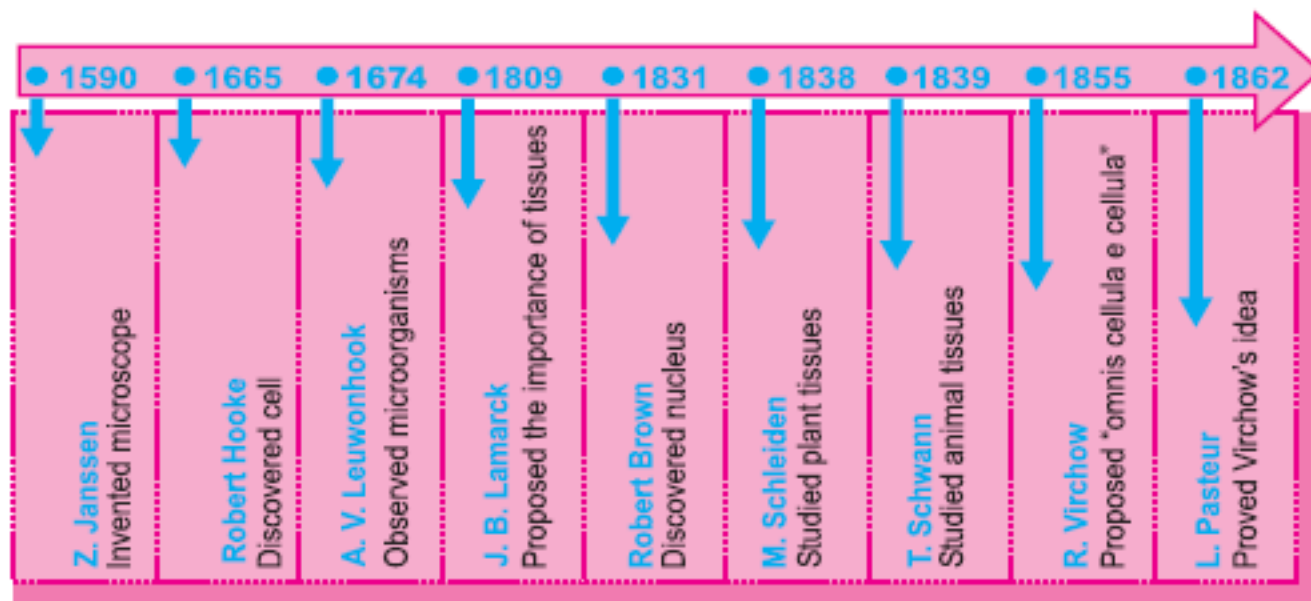 1590 1665 1674 1809 1831 1838 1839 1855 1862
Z. Janssen
Invented microscope
Robert Hooke
Discovered cell
A. V. Leuwonhook
Observed microorganisms
J. B. Lamarck
Proposed the importance of tissues
Robert Brown
Discovered nucleus
M. Schleiden
Studied plant tissues
T. Schwann
Studied animal tissues
R. Virchow
Proposed "omnis cellula e cellula"
L. Pasteur
Proved Virchow's idea